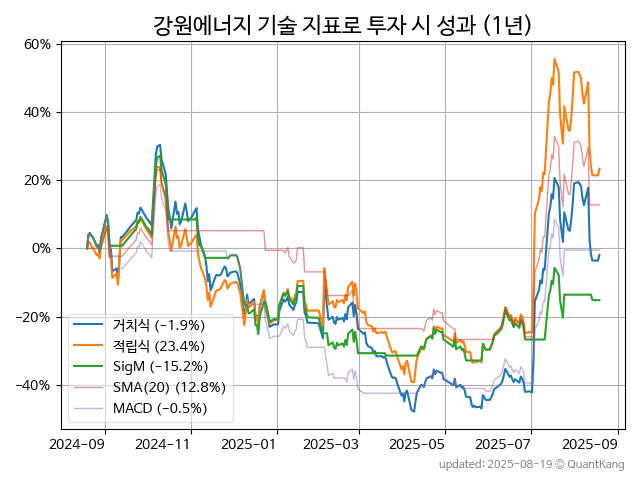 강원에너지 기술 지표로 투자 시 성과 (1년)
60%
40%
20%
0%
−20%
−40%
거치식 (−1.9%)
적립식 (23.4%)
SigM (−15.2%)
SMA(20) (12.8%)
MACD (−0.5%)
2024-09 2024-11 2025-01 2025-03 2025-05 2025-07 2025-09
updated: 2025-08-19 © QuantKang